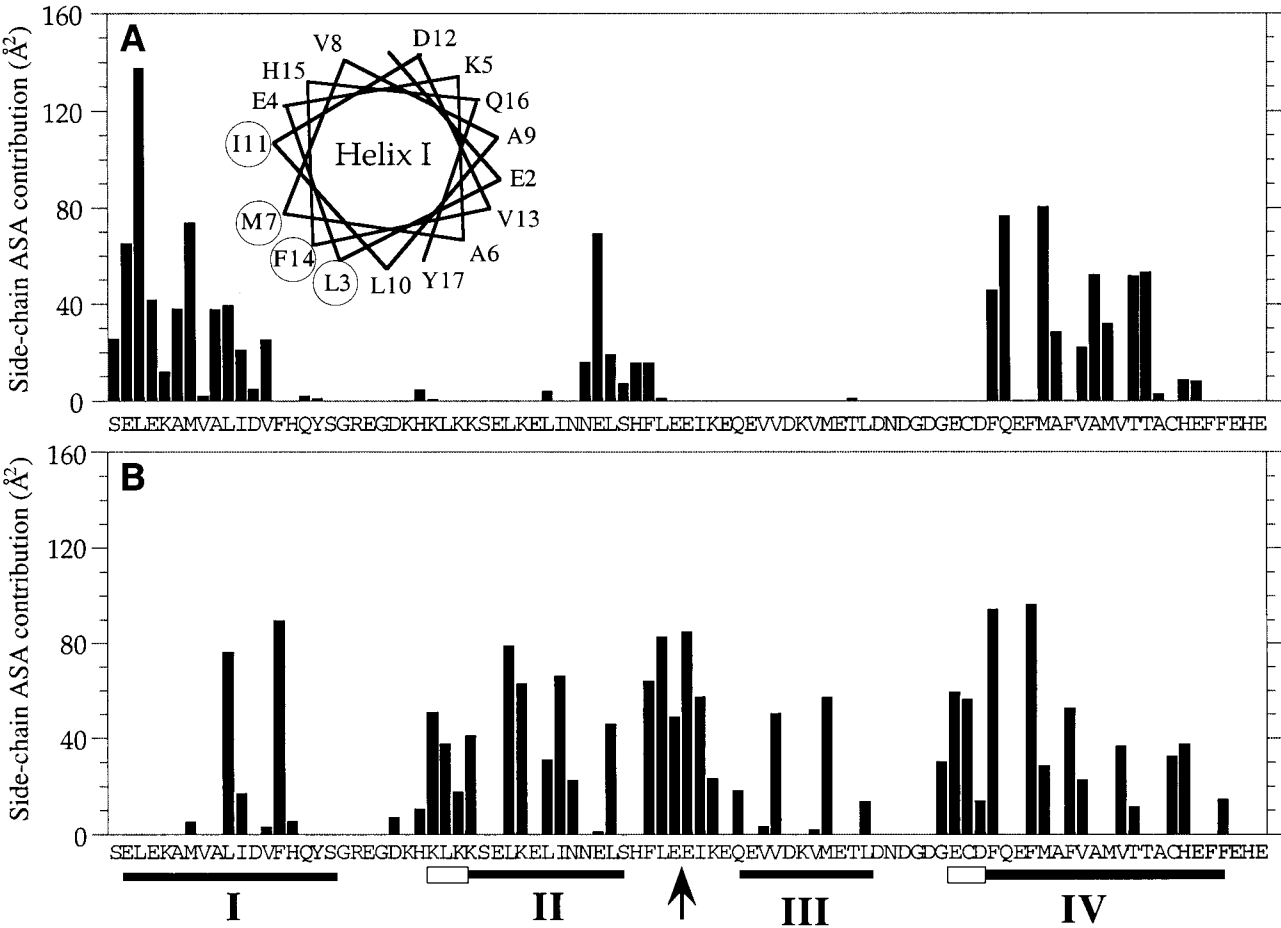 Side-chain ASA contribution (Å²)
160
120
80
40
0
A
V8
D12
H15
K5
E4
Q16
I11
A9
Helix I
E2
M7
V13
F14
A6
L3
L10
Y17
SELEKAMVALIDVFHQYSGREGDKHKLKKSELKELINNELSHFLEEIKEQEVVDKVMETLDNDGDGECDFQEFMAFVAMVTTACHEFFEHE
Side-chain ASA contribution (Å²)
160
120
80
40
0
B
SELEKAMVALIDVFHQYSGREGDKHKLKKSELKELINNELSHFLEEIKEQEVVDKVMETLDNDGDGECDFQEFMAFVAMVTTACHEFFEHE
I
II
III
IV